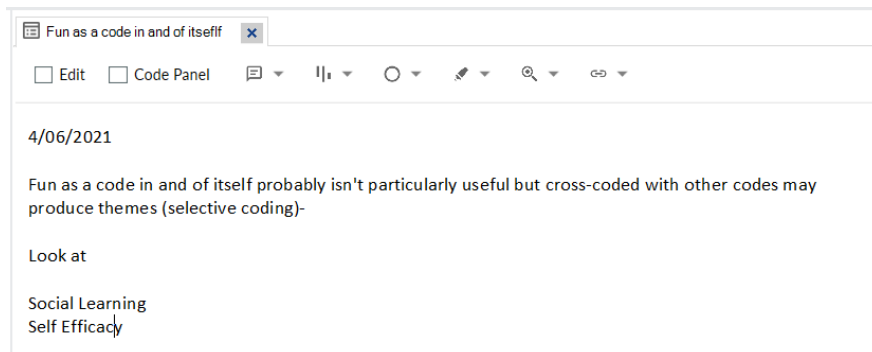 Fun as a code in and of itseflf
Edit
Code Panel
4/06/2021
Fun as a code in and of itself probably isn't particularly useful but cross-coded with other codes may
produce themes (selective coding)-
Look at
Social Learning
Self Efficacy